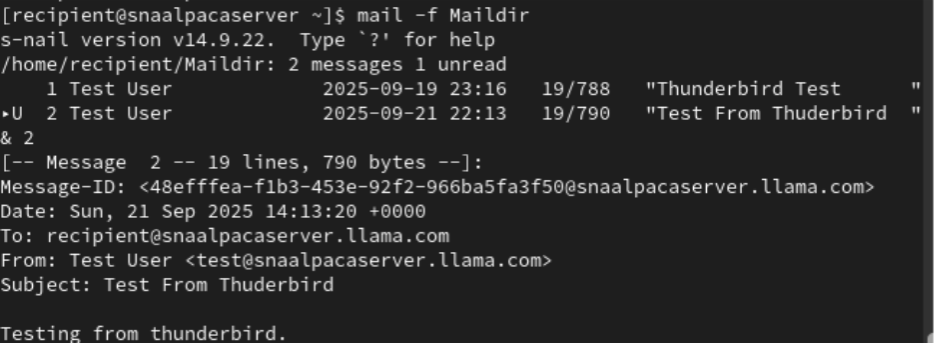 [recipient@snaalpacaserver ~]$ mail -f Maildir
s-nail version v14.9.22.  Type `?' for help
/home/recipient/Maildir: 2 messages 1 unread
    1 Test User             2025-09-19 23:16   19/788   "Thunderbird Test      "
▸U  2 Test User             2025-09-21 22:13   19/790   "Test From Thuderbird  "
& 2
[-- Message  2 -- 19 lines, 790 bytes --]:
Message-ID: <48efffea-f1b3-453e-92f2-966ba5fa3f50@snaalpacaserver.llama.com>
Date: Sun, 21 Sep 2025 14:13:20 +0000
To: recipient@snaalpacaserver.llama.com
From: Test User <test@snaalpacaserver.llama.com>
Subject: Test From Thuderbird

Testing from thunderbird.